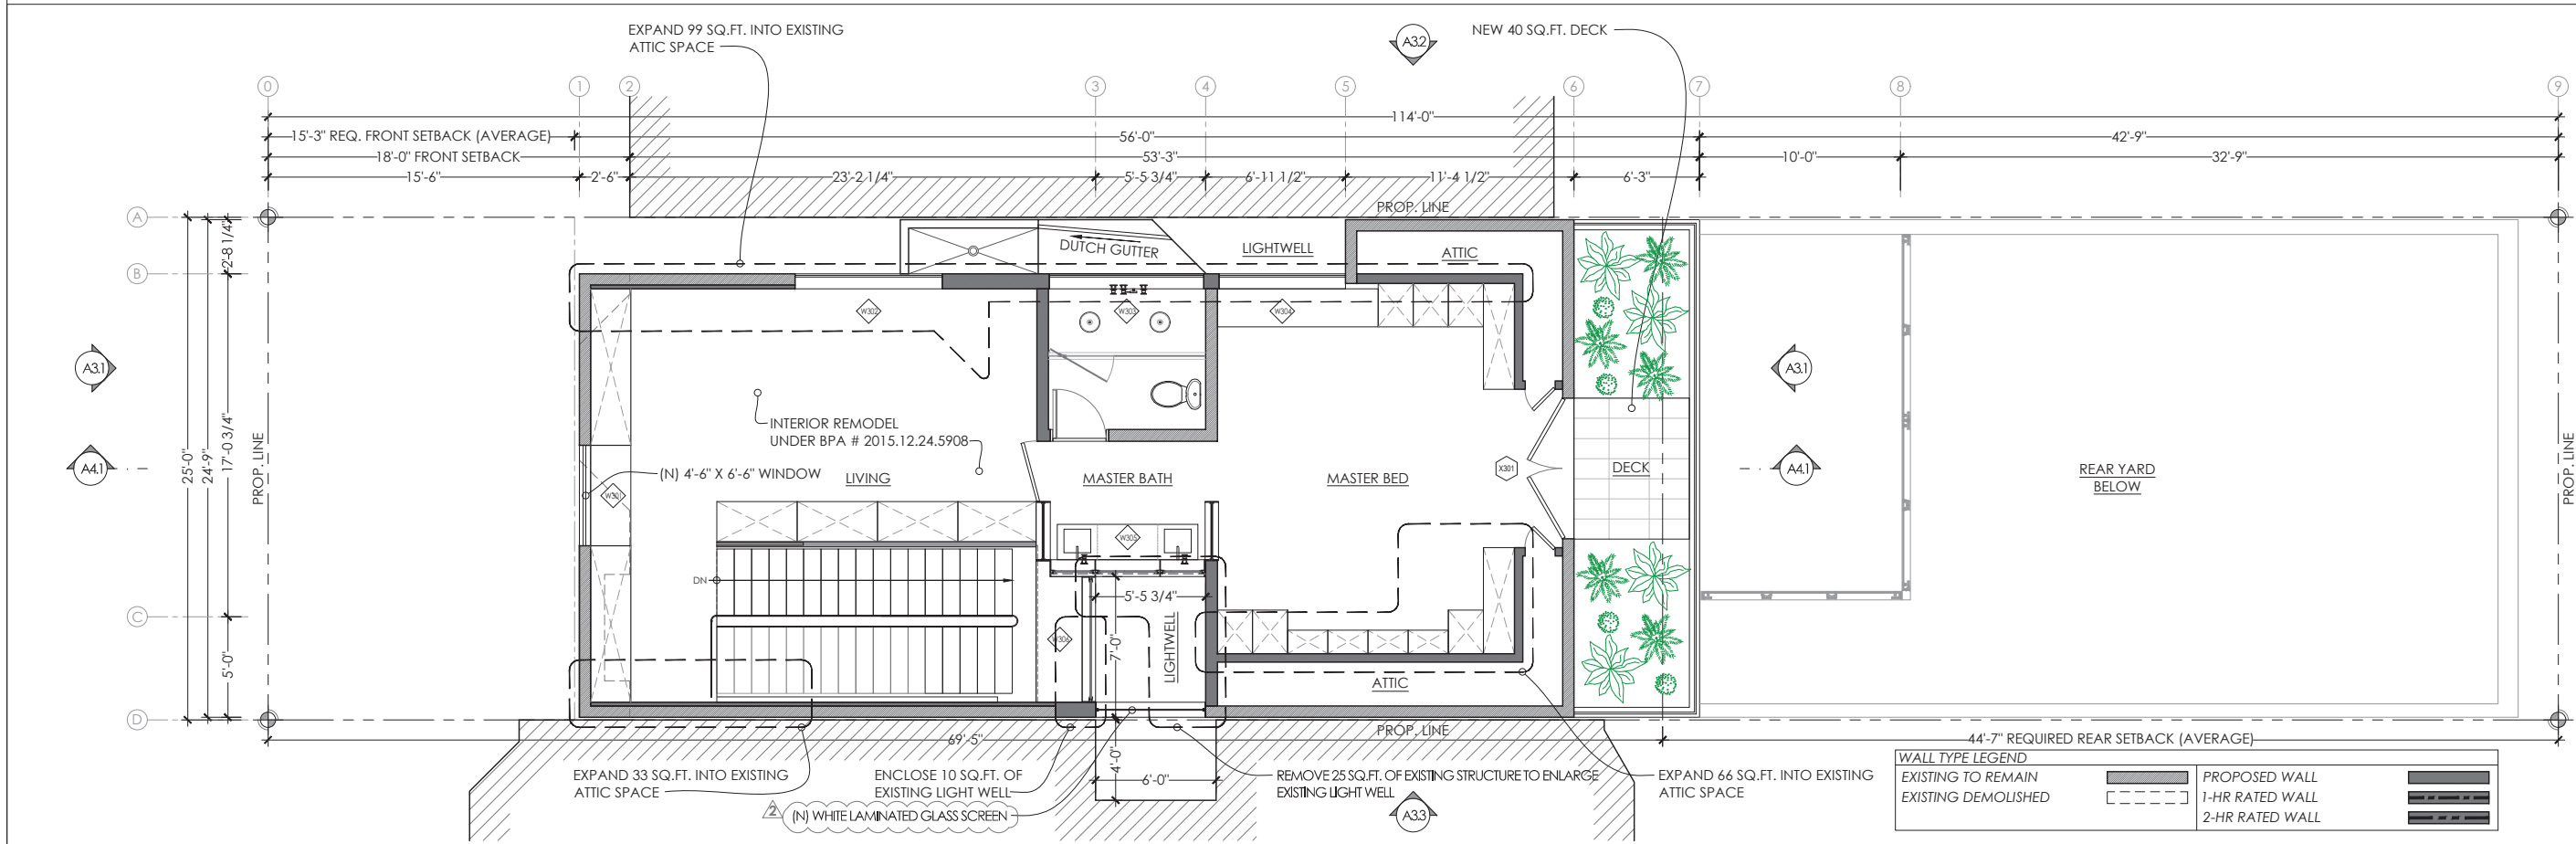 EXPAND 99 SQ.FT. INTO EXISTING
ATTIC SPACE
A3.2
NEW 40 SQ.FT. DECK
0
1
2
3
4
5
6
7
8
9
114'-0"
15'-3" REQ. FRONT SETBACK (AVERAGE)
56'-0"
42'-9"
18'-0" FRONT SETBACK
53'-3"
10'-0"
32'-9"
15'-6"
2'-6"
23'-2 1/4"
5'-5 3/4"
6'-11 1/2"
11'-4 1/2"
6'-3"
A
PROP. LINE
2'-8 1/4"
DUTCH GUTTER
LIGHTWELL
ATTIC
B
W302
W303
W304
A3.1
A3.1
INTERIOR REMODEL
UNDER BPA # 2015.12.24.5908
25'-0"
24'-9"
17'-0 3/4"
PROP. LINE
A4.1
(N) 4'-6" X 6'-6" WINDOW
LIVING
MASTER BATH
MASTER BED
X301
DECK
A4.1
REAR YARD
BELOW
PROP. LINE
W301
W305
DN
5'-5 3/4"
C
W306
7'-0"
LIGHTWELL
5'-0"
ATTIC
D
PROP. LINE
69'-5"
44'-7" REQUIRED REAR SETBACK (AVERAGE)
4'-0"
6'-0"
EXPAND 33 SQ.FT. INTO EXISTING
ATTIC SPACE
ENCLOSE 10 SQ.FT. OF
EXISTING LIGHT WELL
REMOVE 25 SQ.FT. OF EXISTING STRUCTURE TO ENLARGE
EXISTING LIGHT WELL
EXPAND 66 SQ.FT. INTO EXISTING
ATTIC SPACE
2
(N) WHITE LAMINATED GLASS SCREEN
A3.3
WALL TYPE LEGEND
EXISTING TO REMAIN
PROPOSED WALL
EXISTING DEMOLISHED
1-HR RATED WALL
2-HR RATED WALL